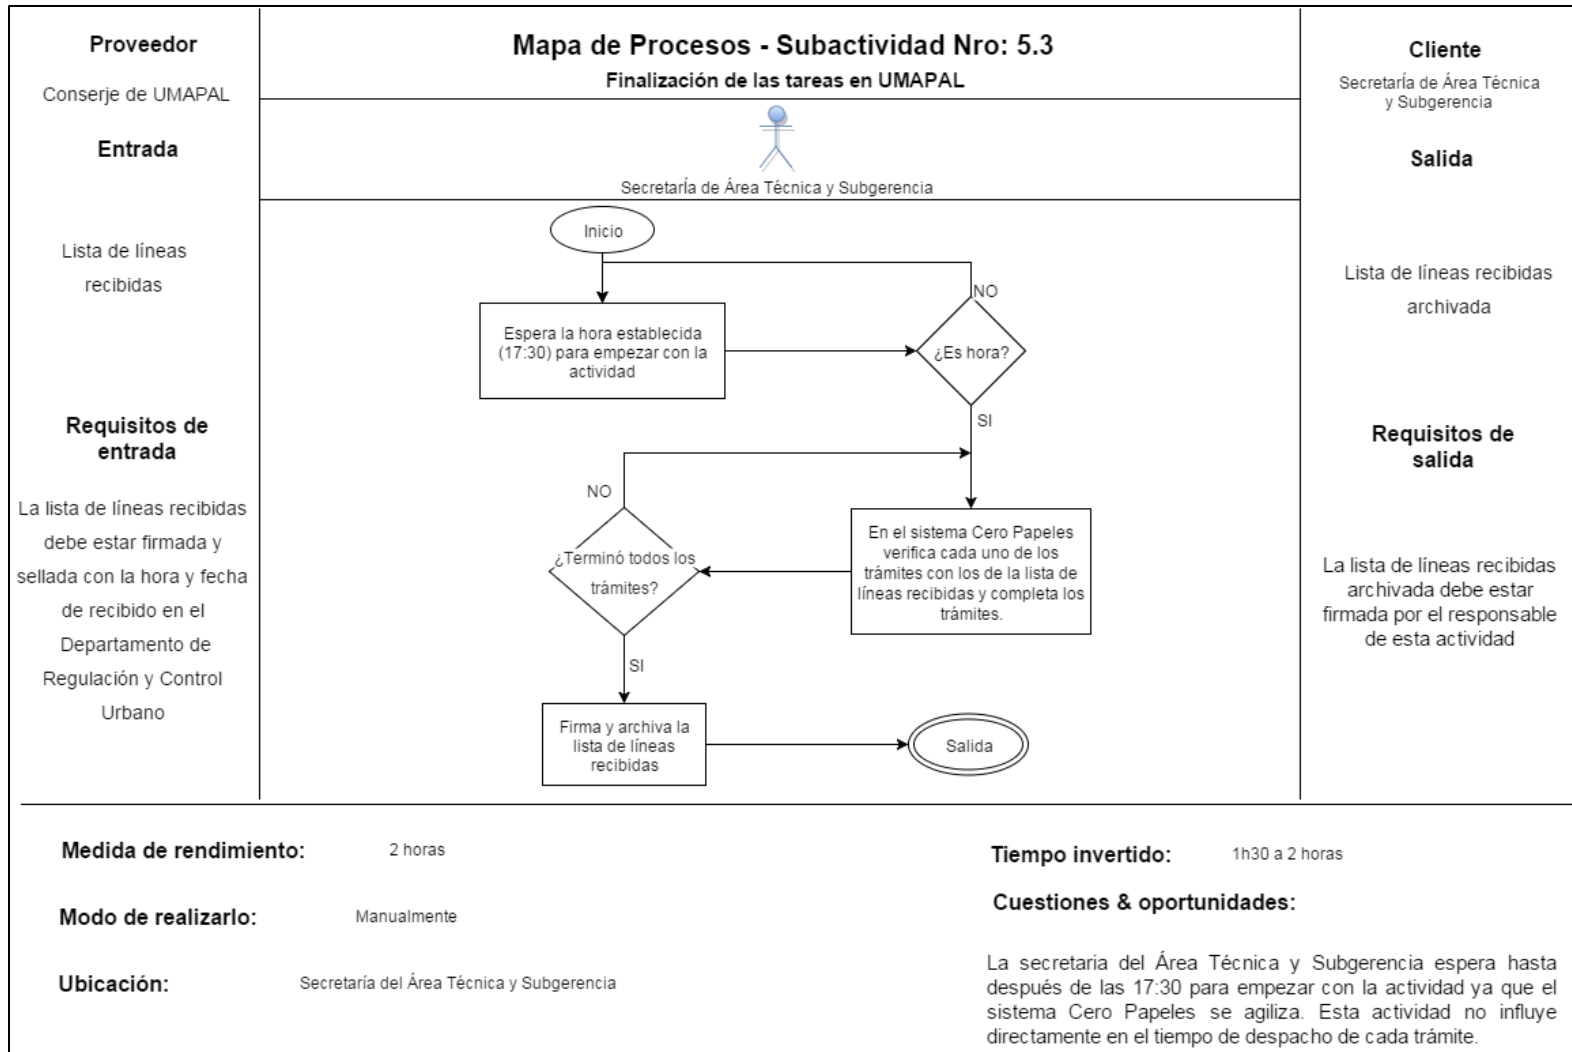 Proveedor
Conserje de UMAPAL
Entrada
Lista de líneas
recibidas
Requisitos de
entrada
La lista de líneas recibidas
debe estar firmada y
sellada con la hora y fecha
de recibido en el
Departamento de
Regulación y Control
Urbano
Mapa de Procesos - Subactividad Nro: 5.3
Finalización de las tareas en UMAPAL
Secretaría de Área Técnica y Subgerencia
Inicio
NO
Espera la hora establecida
(17:30) para empezar con la
actividad
¿Es hora?
SI
NO
En el sistema Cero Papeles
verifica cada uno de los
trámites con los de la lista de
líneas recibidas y completa los
trámites.
¿Terminó todos los
trámites?
SI
Firma y archiva la
lista de líneas
recibidas
Salida
Cliente
Secretaría de Área Técnica
y Subgerencia
Salida
Lista de líneas recibidas
archivada
Requisitos de
salida
La lista de líneas recibidas
archivada debe estar
firmada por el responsable
de esta actividad
Medida de rendimiento: 2 horas
Modo de realizarlo: Manualmente
Ubicación: Secretaría del Área Técnica y Subgerencia
Tiempo invertido: 1h30 a 2 horas
Cuestiones & oportunidades:
La secretaria del Área Técnica y Subgerencia espera hasta
después de las 17:30 para empezar con la actividad ya que el
sistema Cero Papeles se agiliza. Esta actividad no influye
directamente en el tiempo de despacho de cada trámite.